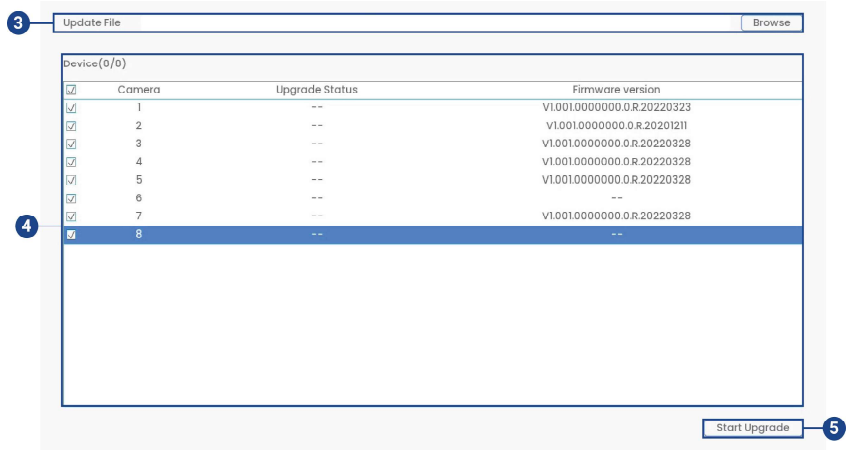 3 Update File Browse
Device(0/0)
Camera Upgrade Status Firmware version
1 -- V1.001.0000000.0.R.20220323
2 -- V1.001.0000000.0.R.20201211
3 -- V1.001.0000000.0.R.20220328
4 -- V1.001.0000000.0.R.20220328
5 -- V1.001.0000000.0.R.20220328
6 -- --
7 -- V1.001.0000000.0.R.20220328
4
8 -- --
Start Upgrade 5